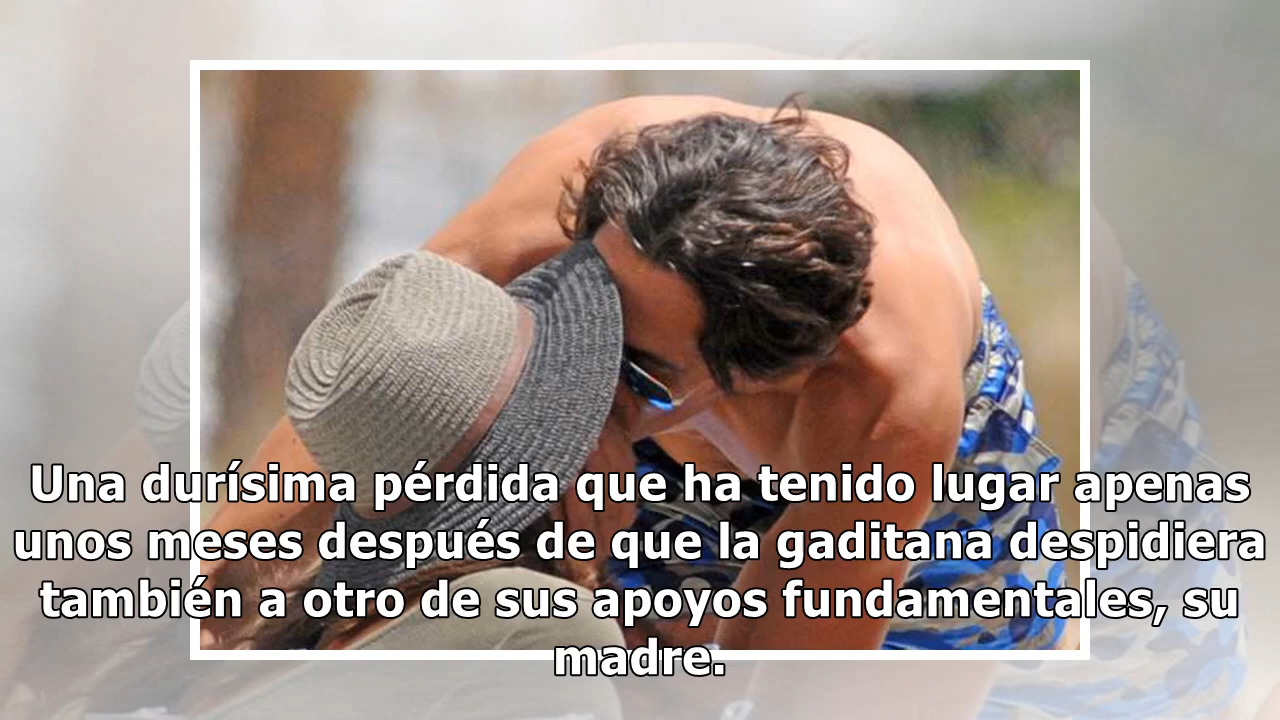 Una durísima pérdida que ha tenido lugar apenas
unos meses después de que la gaditana despidiera
también a otro de sus apoyos fundamentales, su
madre.